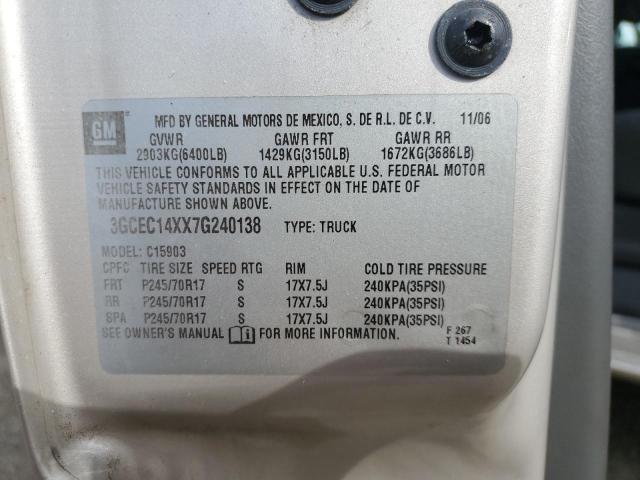 GM
MFD BY GENERAL MOTORS DE MEXICO, S. DE R.L. DE C.V. 11/06
GVWR GAWR FRT GAWR RR
2903KG(6400LB) 1429KG(3150LB) 1672KG(3686LB)
THIS VEHICLE CONFORMS TO ALL APPLICABLE U.S. FEDERAL MOTOR
VEHICLE SAFETY STANDARDS IN EFFECT ON THE DATE OF
MANUFACTURE SHOWN ABOVE.
3GCEC14XX7G240138 TYPE: TRUCK
MODEL: C15903
CPFC TIRE SIZE SPEED RTG RIM COLD TIRE PRESSURE
FRT P245/70R17 S 17X7.5J 240KPA(35PSI)
RR P245/70R17 S 17X7.5J 240KPA(35PSI)
SPA P245/70R17 S 17X7.5J 240KPA(35PSI)
SEE OWNER'S MANUAL FOR MORE INFORMATION.
F 267
T 1454